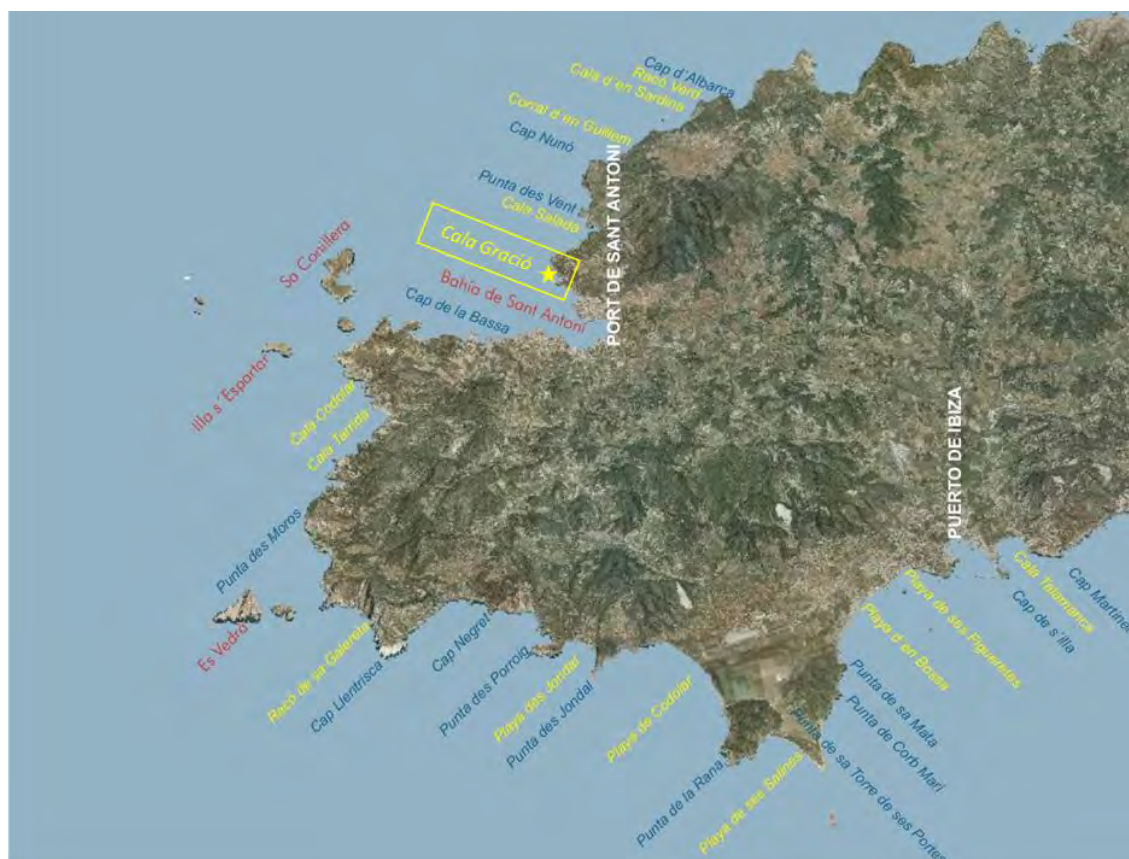 Cap d´Albarca
Racò Verd
Cala d´en Sardina
Corral d´en Guillem
Cap Nunó
PORT DE SANT ANTONI
Punta des Vent
Cala Salada
Cala Gració
Sa Conillera
Bahía de Sant Antoni
Cap de la Bassa
Illa s´Espartar
Cala Codolar
Cala Tarrida
PUERTO DE IBIZA
Punta des Moros
Es Vedra
Racó de sa Galereta
Cap Llentrisca
Cap Negret
Punta des Porroig
Playa des Jondal
Punta des Jondal
Playa de Codolar
Punta de la Rana
Playa de ses Salines
Punta de sa Torre de ses Portes
Punta de Corb Marí
Punta de sa Mata
Playa d´en Bossa
Playa de ses Figueretes
Cap de s´illa
Cala Talamanca
Cap Martinet